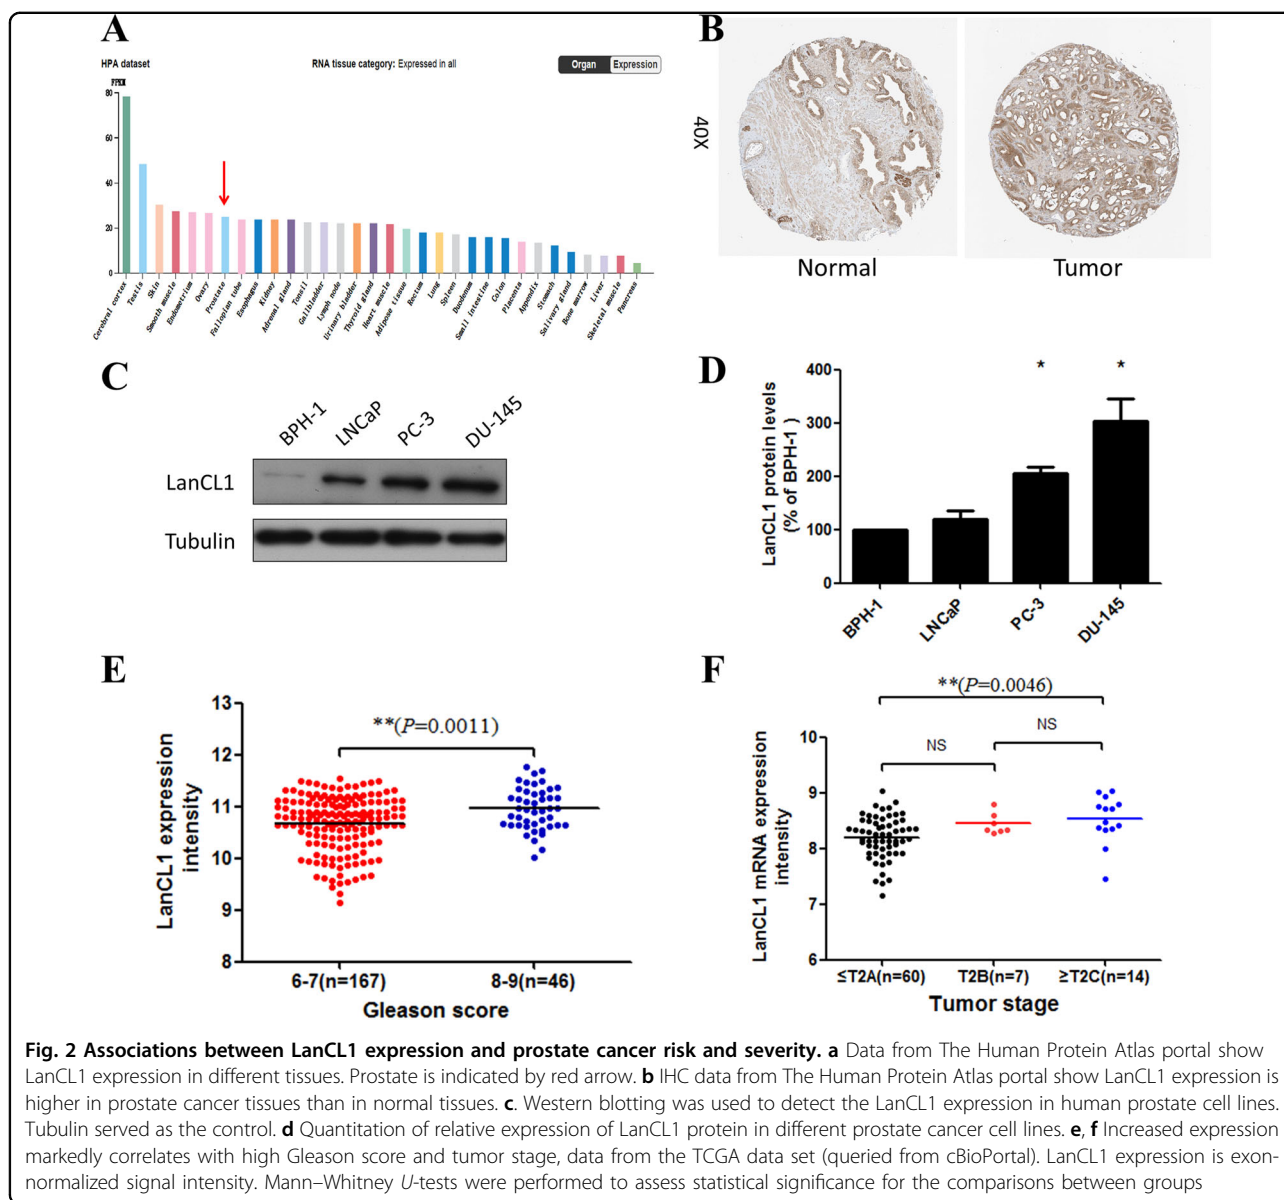 A
HPA dataset
RNA tissue category: Expressed in all
Organ Expression
FPKM
80
60
40
20
0
Cerebral cortex
Testis
Skin
Smooth muscle
Endometrium
Ovary
Prostate
Fallopian tube
Esophagus
Kidney
Adrenal gland
Tonsil
Gallbladder
Lymph node
Urinary bladder
Thyroid gland
Heart muscle
Adipose tissue
Rectum
Lung
Spleen
Duodenum
Small intestine
Colon
Placenta
Appendix
Stomach
Salivary gland
Bone marrow
Liver
Skeletal muscle
Pancreas
B
40X
Normal
Tumor
C
BPH-1
LNCaP
PC-3
DU-145
LanCL1
Tubulin
D
LanCL1 protein levels
(% of BPH-1 )
400
300
200
100
0
* *
BPH-1
LNCaP
PC-3
DU-145
E
LanCL1 expression
intensity
13
12
11
10
9
8
**(P=0.0011)
6-7(n=167)
8-9(n=46)
Gleason score
F
LanCL1 mRNA expression
intensity
10
9
8
7
6
**(P=0.0046)
NS
NS
≤T2A(n=60)
T2B(n=7)
≥T2C(n=14)
Tumor stage
Fig. 2 Associations between LanCL1 expression and prostate cancer risk and severity. a Data from The Human Protein Atlas portal show
LanCL1 expression in different tissues. Prostate is indicated by red arrow. b IHC data from The Human Protein Atlas portal show LanCL1 expression is
higher in prostate cancer tissues than in normal tissues. c. Western blotting was used to detect the LanCL1 expression in human prostate cell lines.
Tubulin served as the control. d Quantitation of relative expression of LanCL1 protein in different prostate cancer cell lines. e, f Increased expression
markedly correlates with high Gleason score and tumor stage, data from the TCGA data set (queried from cBioPortal). LanCL1 expression is exon-
normalized signal intensity. Mann–Whitney U-tests were performed to assess statistical significance for the comparisons between groups